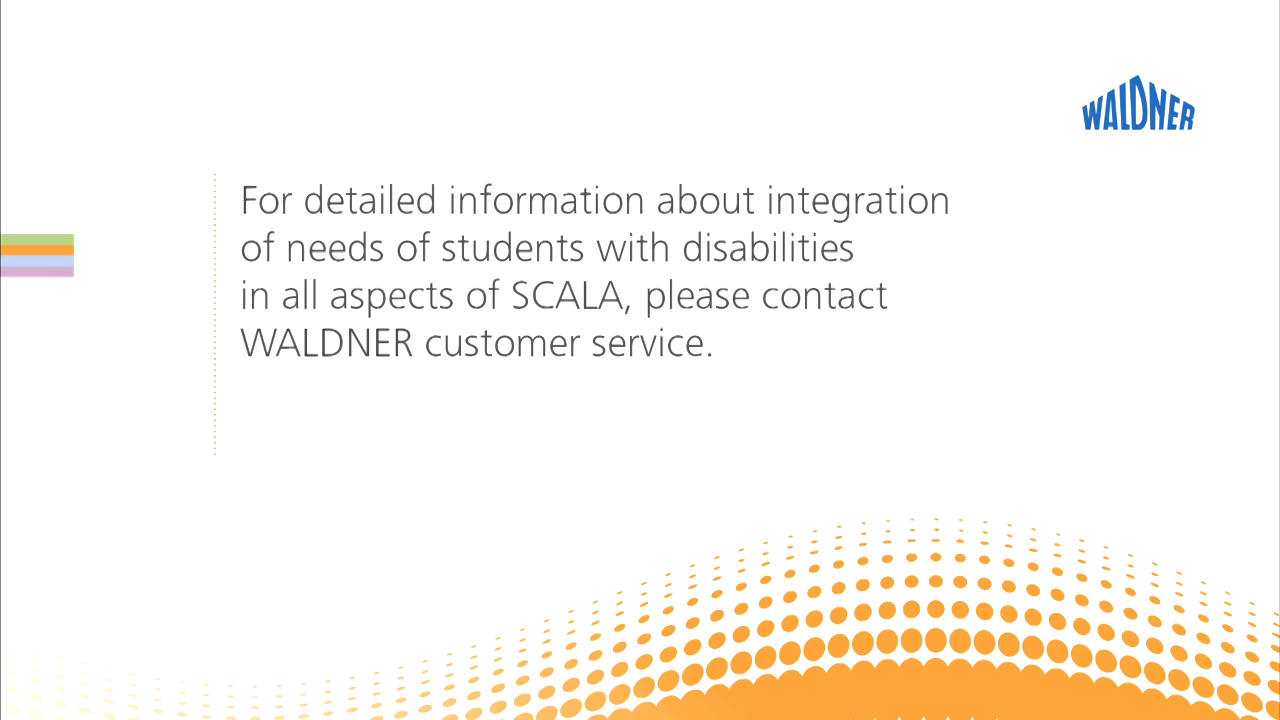 WALDNER
For detailed information about integration
of needs of students with disabilities
in all aspects of SCALA, please contact
WALDNER customer service.